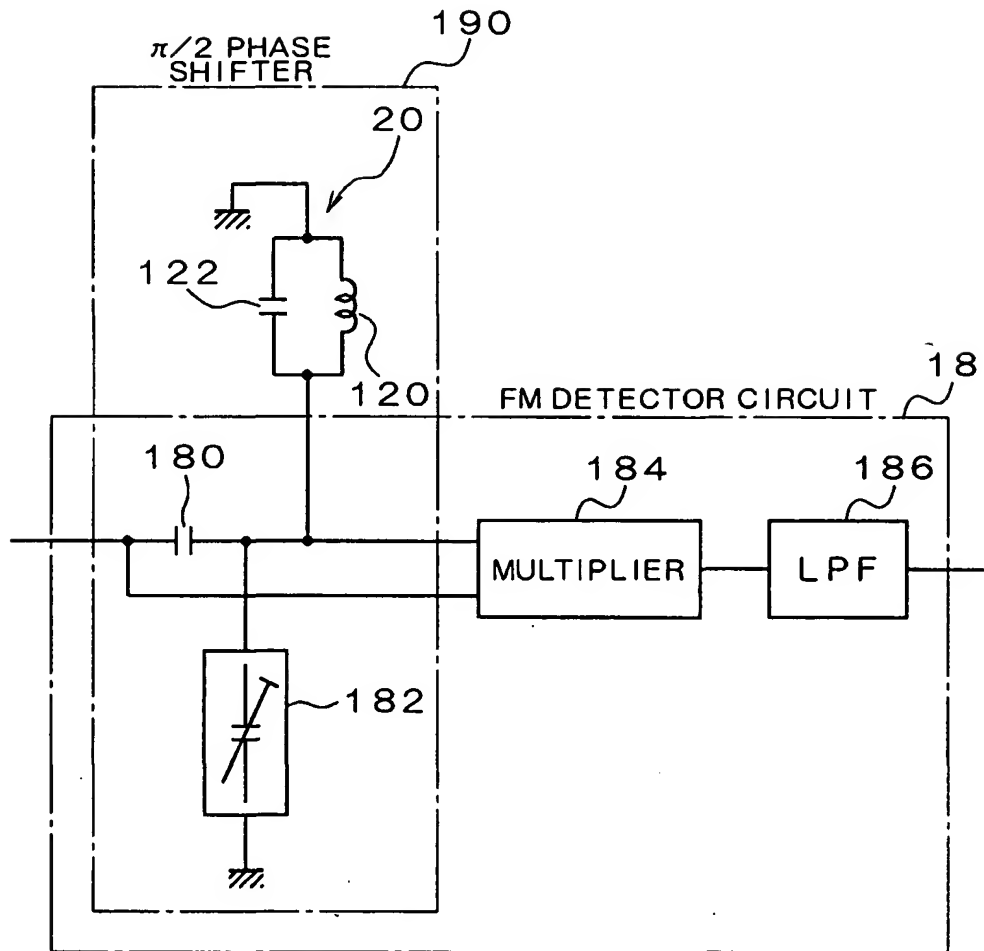 190
π/2 PHASE
SHIFTER
20
122
120
18
FM DETECTOR CIRCUIT
180
184
186
MULTIPLIER
LPF
182